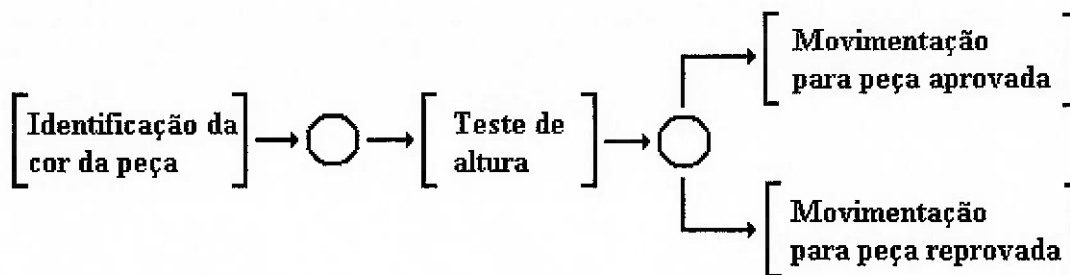 Identificação da
cor da peça
Teste de
altura
Movimentação
para peça aprovada
Movimentação
para peça reprovada